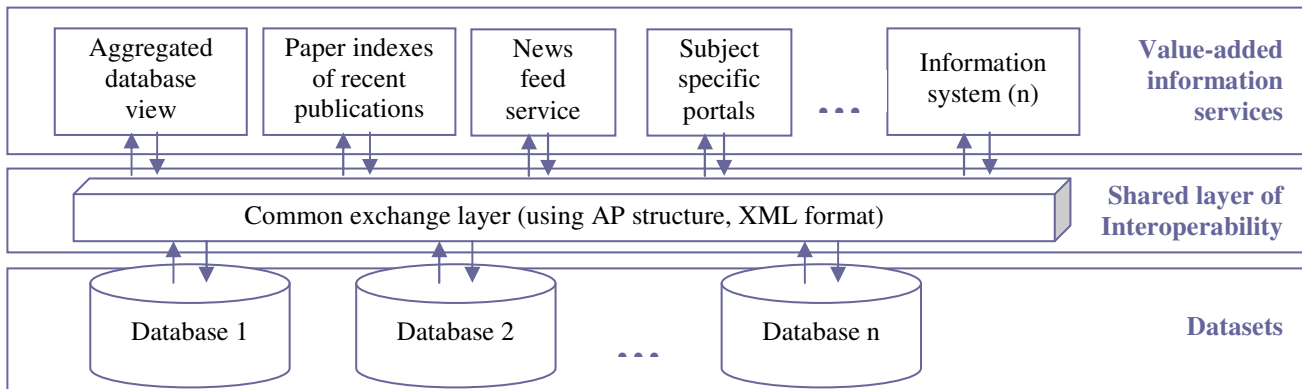 Aggregated
database
view
Paper indexes
of recent
publications
News
feed
service
Subject
specific
portals
...
Information
system (n)
Value-added
information
services
Common exchange layer (using AP structure, XML format)
Shared layer of
Interoperability
Database 1
Database 2
...
Database n
Datasets